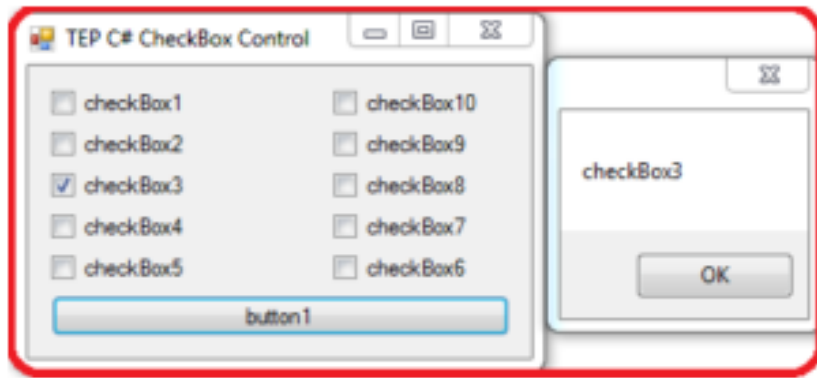 TEP C# CheckBox Control
checkBox1
checkBox10
checkBox2
checkBox9
checkBox3
checkBox8
checkBox4
checkBox7
checkBox5
checkBox6
button1
checkBox3
OK